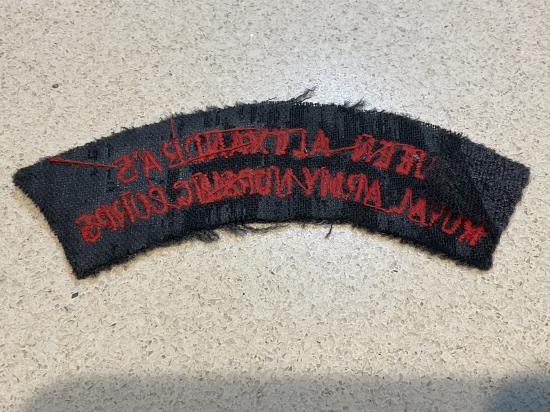 QUEEN ALEXANDRA'S
ROYAL ARMY NURSING CORPS